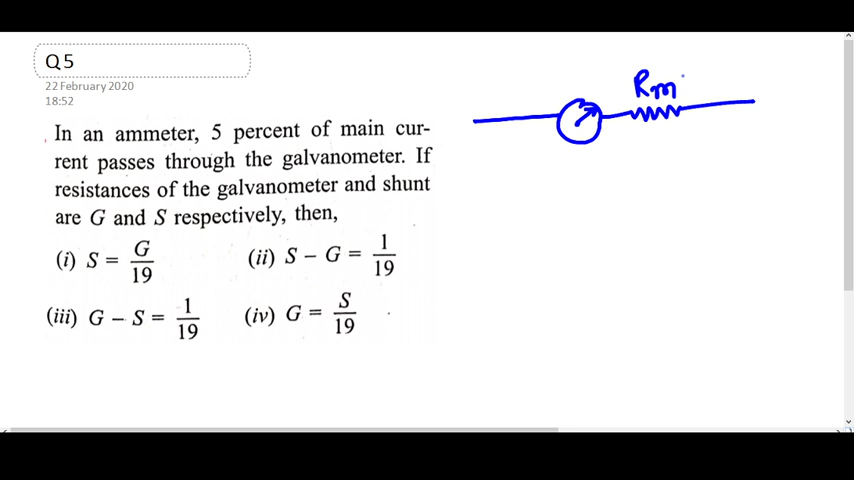 Q5
22 February 2020
18:52
In an ammeter, 5 percent of main cur-
rent passes through the galvanometer. If
resistances of the galvanometer and shunt
are G and S respectively, then,
(i) S = G/19 (ii) S – G = 1/19
(iii) G – S = 1/19 (iv) G = S/19
Rm